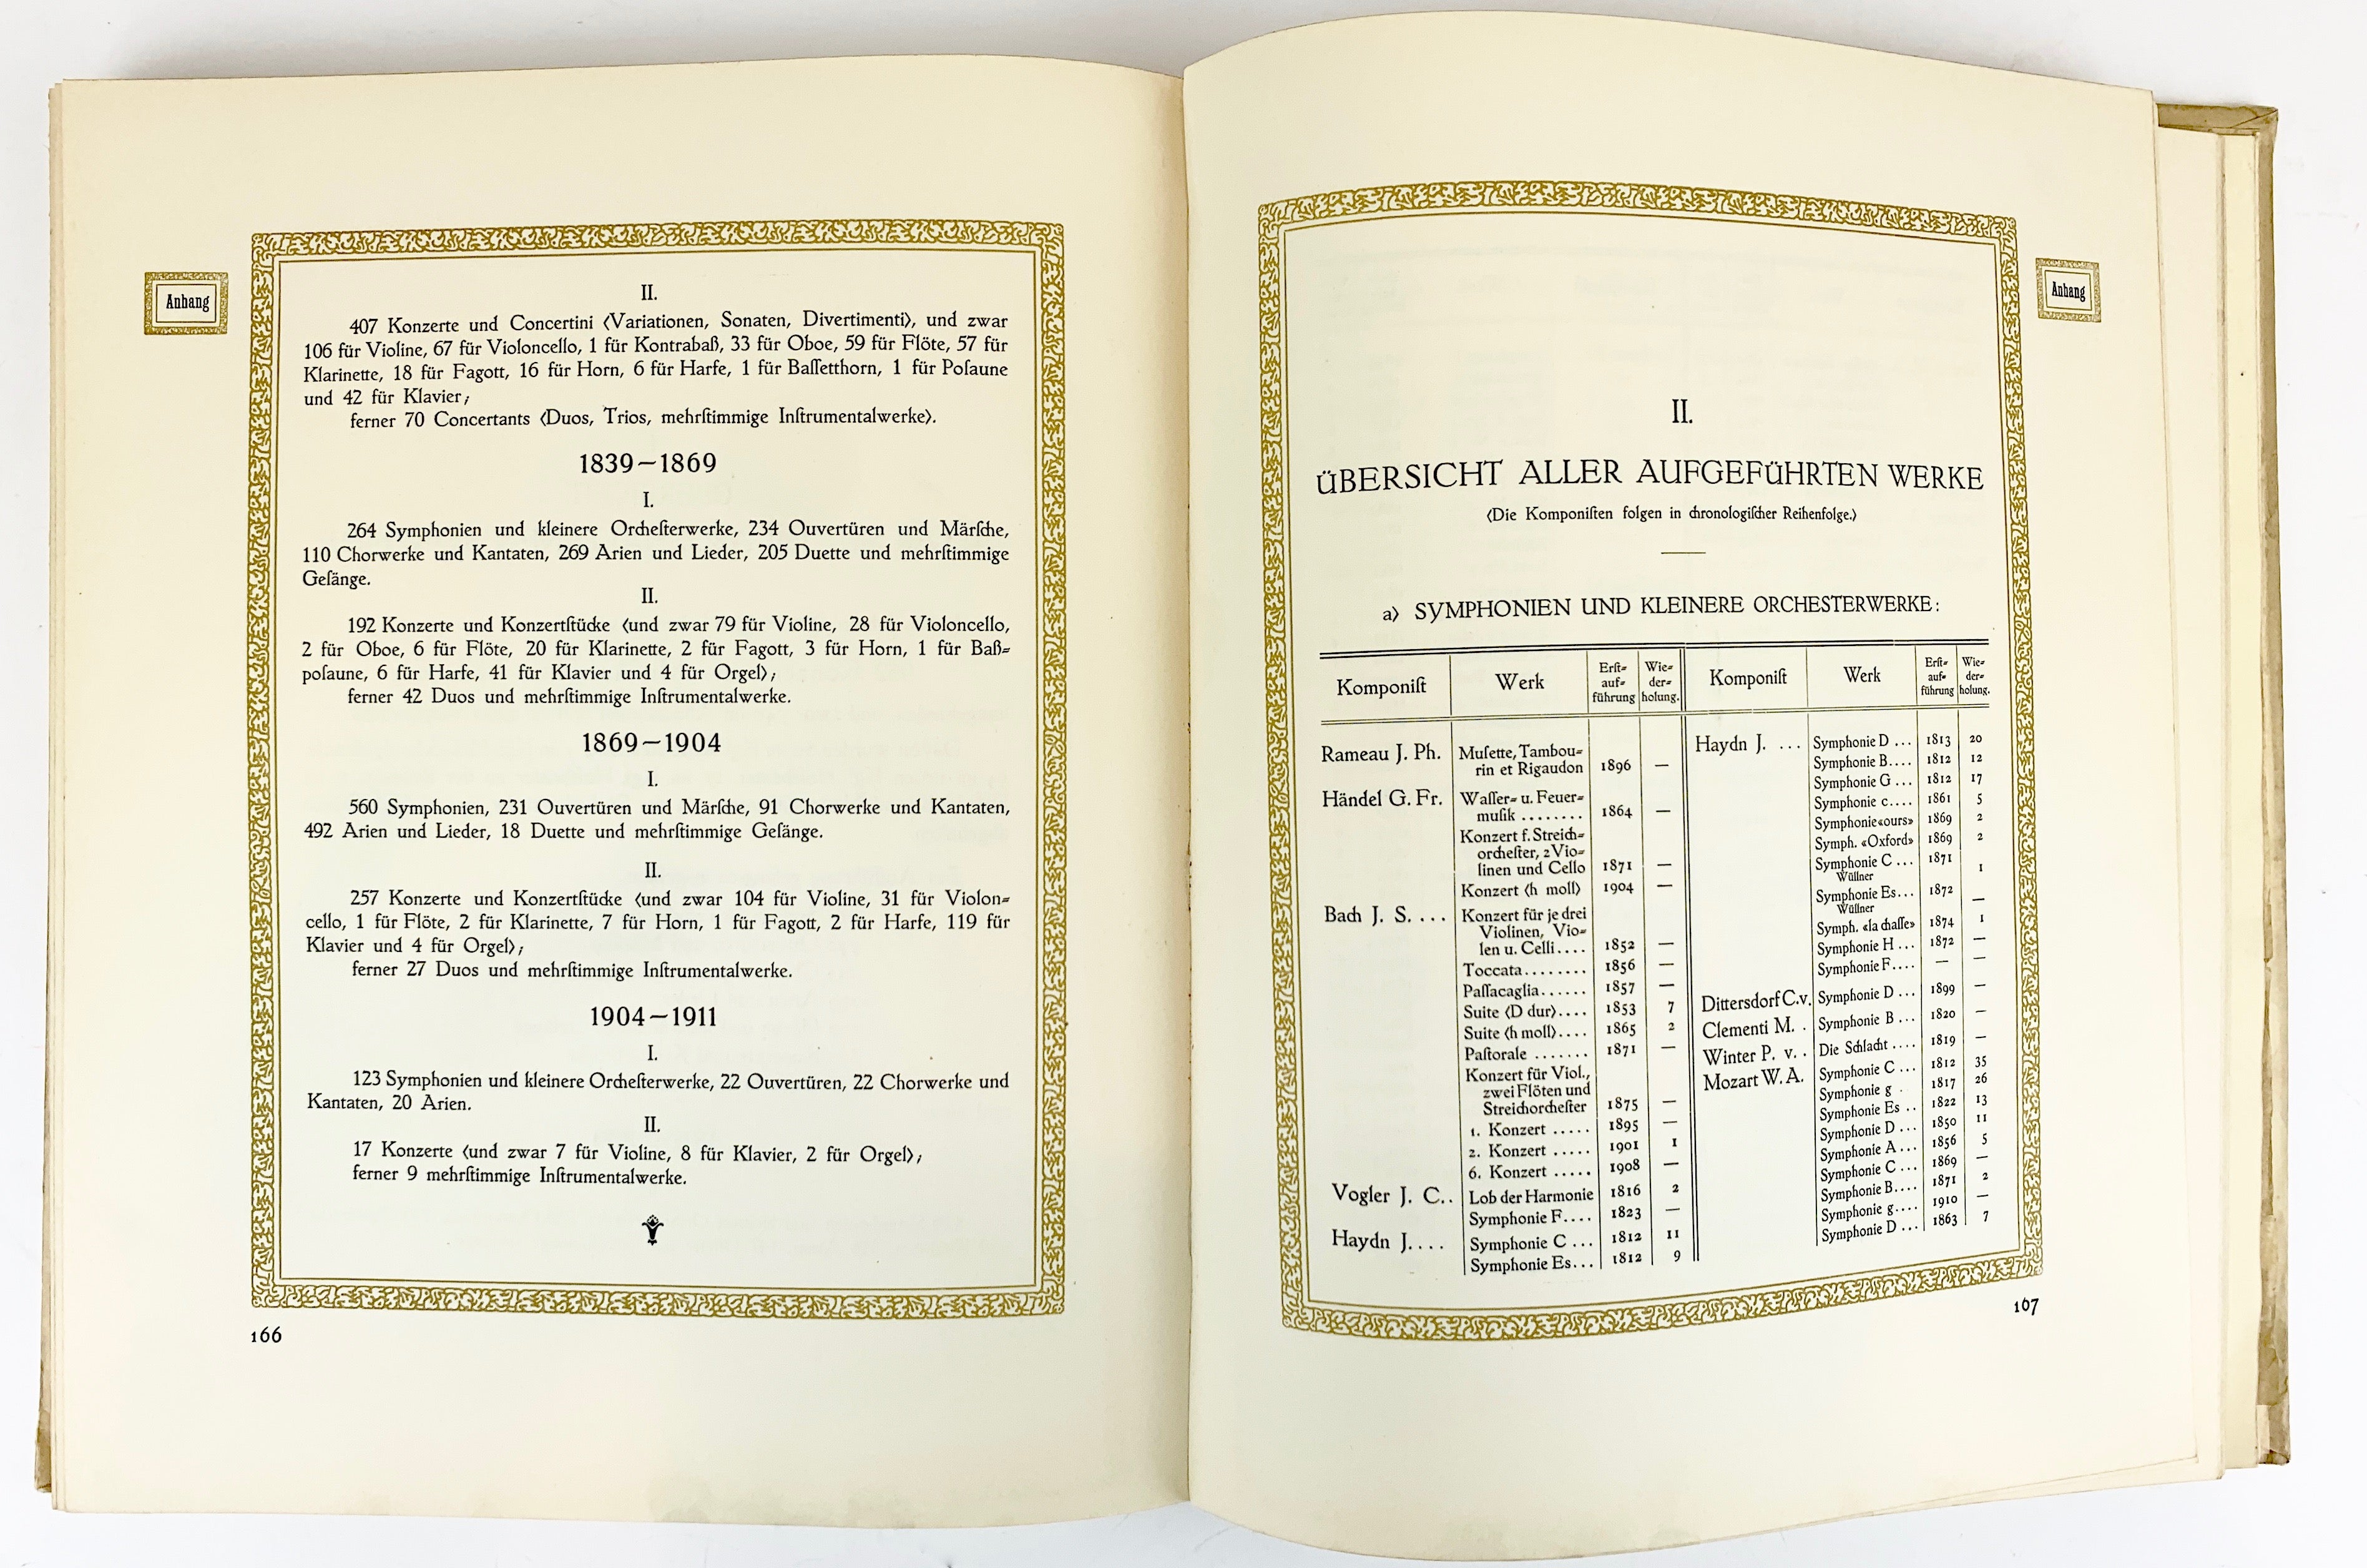 Anhang
II.
407 Konzerte und Concertini ⟨Variationen, Sonaten, Divertimenti⟩, und zwar
106 für Violine, 67 für Violoncello, 1 für Kontrabaß, 33 für Oboe, 59 für Flöte, 57 für
Klarinette, 18 für Fagott, 16 für Horn, 6 für Harfe, 1 für Baſſetthorn, 1 für Poſaune
und 42 für Klavier;
ferner 70 Concertants ⟨Duos, Trios, mehrſtimmige Inſtrumentalwerke⟩.
1839—1869
I.
264 Symphonien und kleinere Orcheſterwerke, 234 Ouvertüren und Märſche,
110 Chorwerke und Kantaten, 269 Arien und Lieder, 205 Duette und mehrſtimmige
Geſänge.
II.
192 Konzerte und Konzertſtücke ⟨und zwar 79 für Violine, 28 für Violoncello,
2 für Oboe, 6 für Flöte, 20 für Klarinette, 2 für Fagott, 3 für Horn, 1 für Baß=
poſaune, 6 für Harfe, 41 für Klavier und 4 für Orgel⟩;
ferner 42 Duos und mehrſtimmige Inſtrumentalwerke.
1869—1904
I.
560 Symphonien, 231 Ouvertüren und Märſche, 91 Chorwerke und Kantaten,
492 Arien und Lieder, 18 Duette und mehrſtimmige Geſänge.
II.
257 Konzerte und Konzertſtücke ⟨und zwar 104 für Violine, 31 für Violon=
cello, 1 für Flöte, 2 für Klarinette, 7 für Horn, 1 für Fagott, 2 für Harfe, 119 für
Klavier und 4 für Orgel⟩;
ferner 27 Duos und mehrſtimmige Inſtrumentalwerke.
1904—1911
I.
123 Symphonien und kleinere Orcheſterwerke, 22 Ouvertüren, 22 Chorwerke und
Kantaten, 20 Arien.
II.
17 Konzerte ⟨und zwar 7 für Violine, 8 für Klavier, 2 für Orgel⟩;
ferner 9 mehrſtimmige Inſtrumentalwerke.
166
Anhang
II.
ÜBERSICHT ALLER AUFGEFÜHRTEN WERKE
⟨Die Komponiſten folgen in chronologiſcher Reihenfolge.⟩
a⟩ SYMPHONIEN UND KLEINERE ORCHESTERWERKE:
Komponiſt Werk Erſt= auf= führung Wie= der= holung.
Rameau J. Ph. Muſette, Tambou=
rin et Rigaudon 1896 —
Händel G. Fr. Waſſer= u. Feuer=
muſik ........ 1864 —
Konzert f. Streich=
orcheſter, 2 Vio=
linen und Cello 1871 —
Konzert ⟨h moll⟩ 1904 —
Bach J. S. .... Konzert für je drei
Violinen, Vio=
len u. Celli.... 1852 —
Toccata........ 1856 —
Paſſacaglia...... 1857 —
Suite ⟨D dur⟩.... 1853 7
Suite ⟨h moll⟩.... 1865 2
Paſtorale ....... 1871 —
Konzert für Viol.,
zwei Flöten und
Streichorcheſter 1875 —
1. Konzert ..... 1895 —
2. Konzert ..... 1901 1
6. Konzert ..... 1908 —
Vogler J. C.. Lob der Harmonie 1816 2
Symphonie F.... 1823 —
Haydn J.... Symphonie C ... 1812 11
Symphonie Es... 1812 9
Komponiſt Werk Erſt= auf= führung Wie= der= holung.
Haydn J. ... Symphonie D ... 1813 20
Symphonie B.... 1812 12
Symphonie G ... 1812 17
Symphonie c.... 1861 5
Symphonie «ours» 1869 2
Symph. «Oxford» 1869 2
Symphonie C ... 1871
Wüllner 1
Symphonie Es... 1872
Wüllner —
Symph. «la chaſſe» 1874 1
Symphonie H ... 1872 —
Symphonie F.... — —
Dittersdorf C.v. Symphonie D ... 1899 —
Clementi M. . Symphonie B ... 1820 —
Winter P. v. . Die Schlacht .... 1819 —
Mozart W. A. Symphonie C ... 1812 35
Symphonie g . 1817 26
Symphonie Es .. 1822 13
Symphonie D ... 1850 11
Symphonie A ... 1856 5
Symphonie C ... 1869 —
Symphonie B.... 1871 2
Symphonie g.... 1910 —
Symphonie D ... 1863 7
167